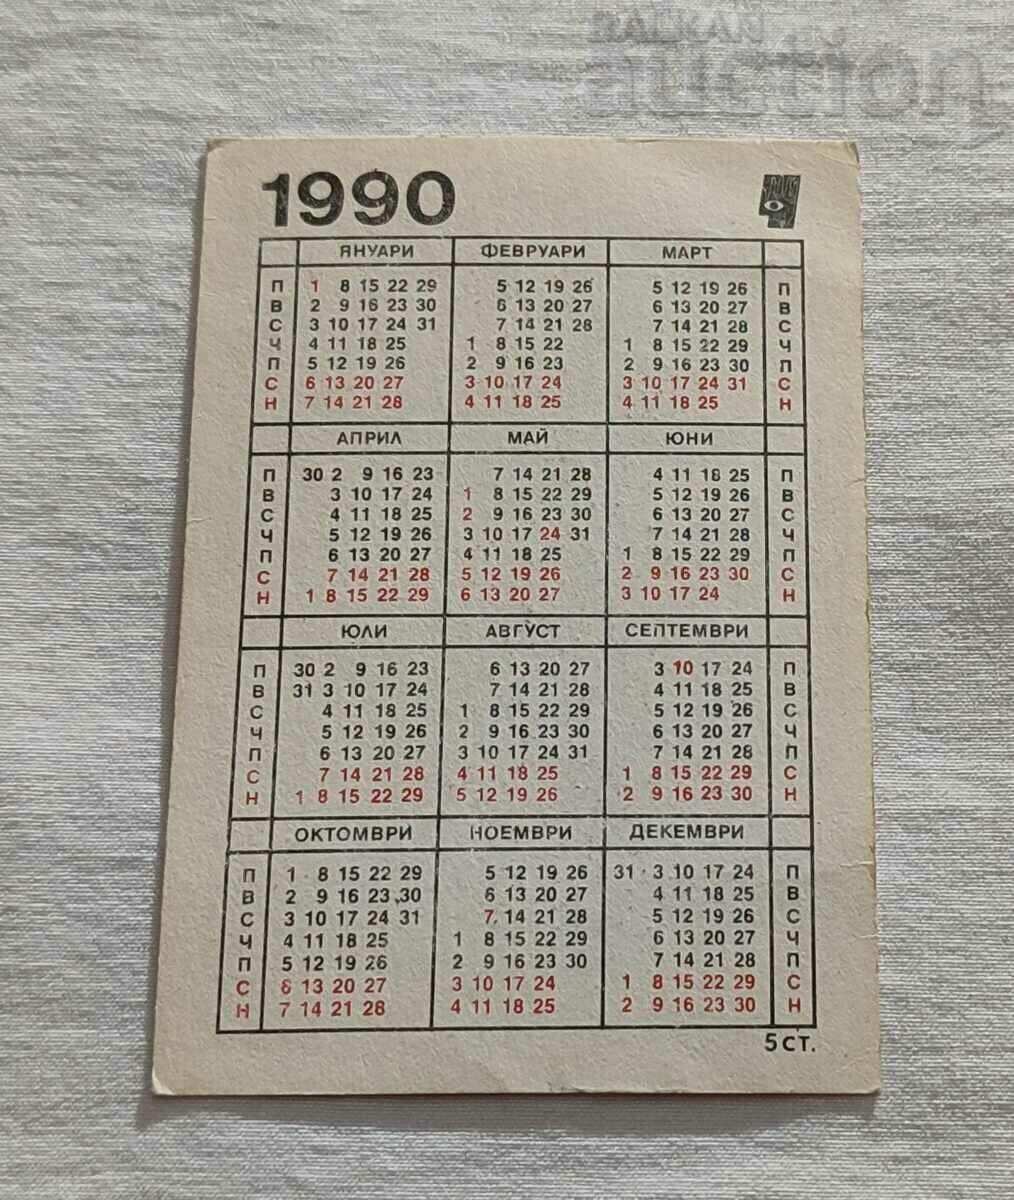 1990
ЯНУАРИ ФЕВРУАРИ МАРТ
П 1 8 15 22 29 5 12 19 26 5 12 19 26 П
В 2 9 16 23 30 6 13 20 27 6 13 20 27 В
С 3 10 17 24 31 7 14 21 28 7 14 21 28 С
Ч 4 11 18 25 1 8 15 22 1 8 15 22 29 Ч
П 5 12 19 26 2 9 16 23 2 9 16 23 30 П
С 6 13 20 27 3 10 17 24 3 10 17 24 31 С
Н 7 14 21 28 4 11 18 25 4 11 18 25 Н
АПРИЛ МАЙ ЮНИ
П 30 2 9 16 23 7 14 21 28 4 11 18 25 П
В 3 10 17 24 1 8 15 22 29 5 12 19 26 В
С 4 11 18 25 2 9 16 23 30 6 13 20 27 С
Ч 5 12 19 26 3 10 17 24 31 7 14 21 28 Ч
П 6 13 20 27 4 11 18 25 1 8 15 22 29 П
С 7 14 21 28 5 12 19 26 2 9 16 23 30 С
Н 1 8 15 22 29 6 13 20 27 3 10 17 24 Н
ЮЛИ АВГУСТ СЕПТЕМВРИ
П 30 2 9 16 23 6 13 20 27 3 10 17 24 П
В 31 3 10 17 24 7 14 21 28 4 11 18 25 В
С 4 11 18 25 1 8 15 22 29 5 12 19 26 С
Ч 5 12 19 26 2 9 16 23 30 6 13 20 27 Ч
П 6 13 20 27 3 10 17 24 31 7 14 21 28 П
С 7 14 21 28 4 11 18 25 1 8 15 22 29 С
Н 1 8 15 22 29 5 12 19 26 2 9 16 23 30 Н
ОКТОМВРИ НОЕМВРИ ДЕКЕМВРИ
П 1 8 15 22 29 5 12 19 26 31 3 10 17 24 П
В 2 9 16 23 30 6 13 20 27 4 11 18 25 В
С 3 10 17 24 31 7 14 21 28 5 12 19 26 С
Ч 4 11 18 25 1 8 15 22 29 6 13 20 27 Ч
П 5 12 19 26 2 9 16 23 30 7 14 21 28 П
С 6 13 20 27 3 10 17 24 1 8 15 22 29 С
Н 7 14 21 28 4 11 18 25 2 9 16 23 30 Н
5 СТ.